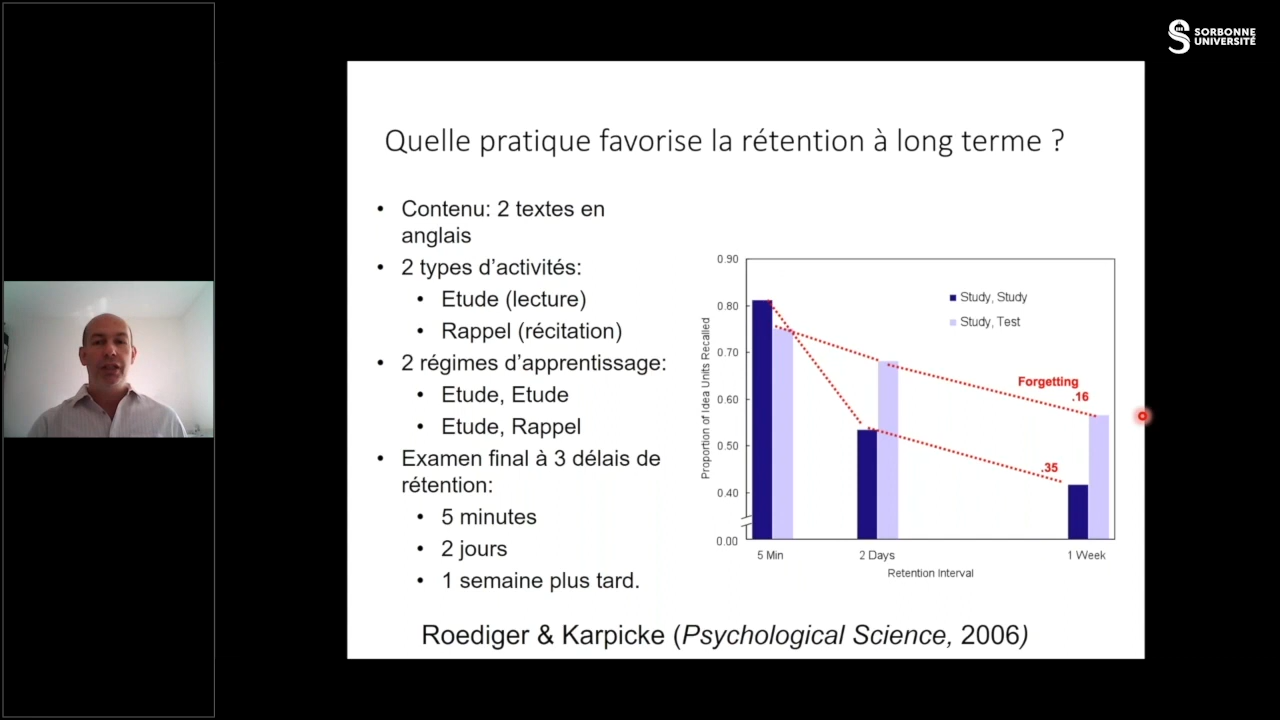 SORBONNE
UNIVERSITÉ
Quelle pratique favorise la rétention à long terme ?
• Contenu: 2 textes en
anglais
• 2 types d’activités:
• Etude (lecture)
• Rappel (récitation)
• 2 régimes d’apprentissage:
• Etude, Etude
• Etude, Rappel
• Examen final à 3 délais de
rétention:
• 5 minutes
• 2 jours
• 1 semaine plus tard.
Proportion of Idea Units Recalled
0.90
0.80
0.70
0.60
0.50
0.40
0.00
Study, Study
Study, Test
Forgetting
.16
.35
5 Min
2 Days
1 Week
Retention Interval
Roediger & Karpicke (Psychological Science, 2006)